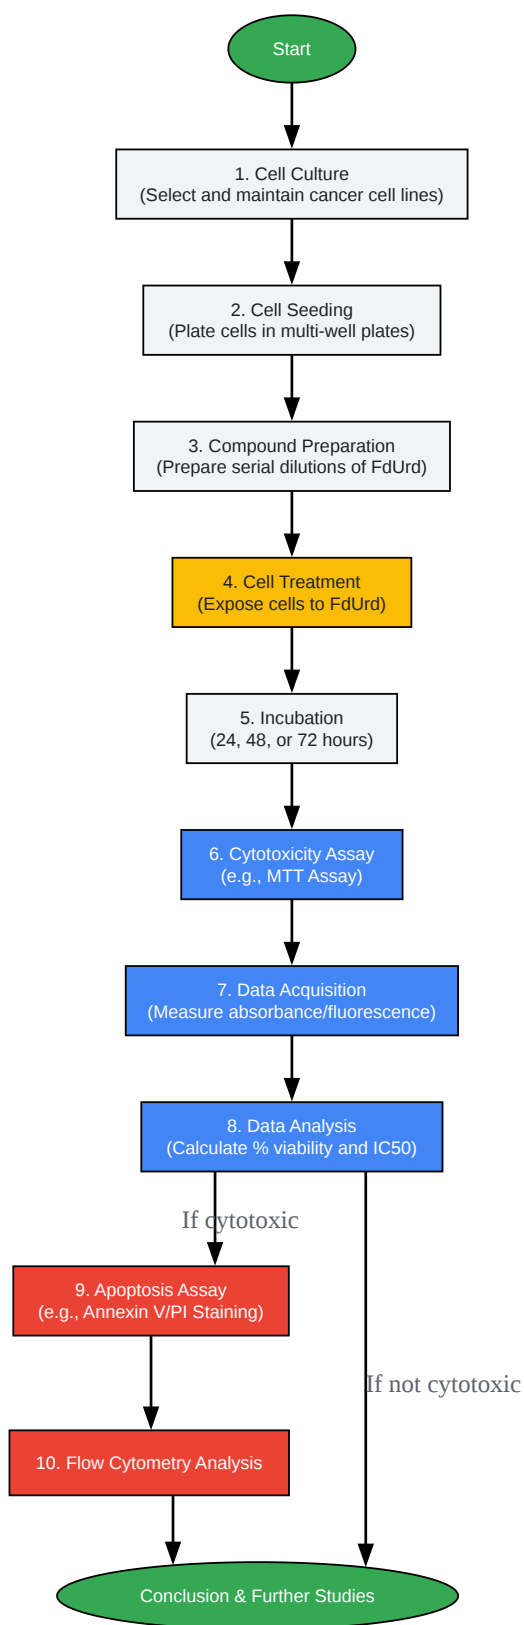 Start
1. Cell Culture
(Select and maintain cancer cell lines)
2. Cell Seeding
(Plate cells in multi-well plates)
3. Compound Preparation
(Prepare serial dilutions of FdUrd)
4. Cell Treatment
(Expose cells to FdUrd)
5. Incubation
(24, 48, or 72 hours)
6. Cytotoxicity Assay
(e.g., MTT Assay)
7. Data Acquisition
(Measure absorbance/fluorescence)
8. Data Analysis
(Calculate % viability and IC50)
If cytotoxic
9. Apoptosis Assay
(e.g., Annexin V/PI Staining)
If not cytotoxic
10. Flow Cytometry Analysis
Conclusion & Further Studies